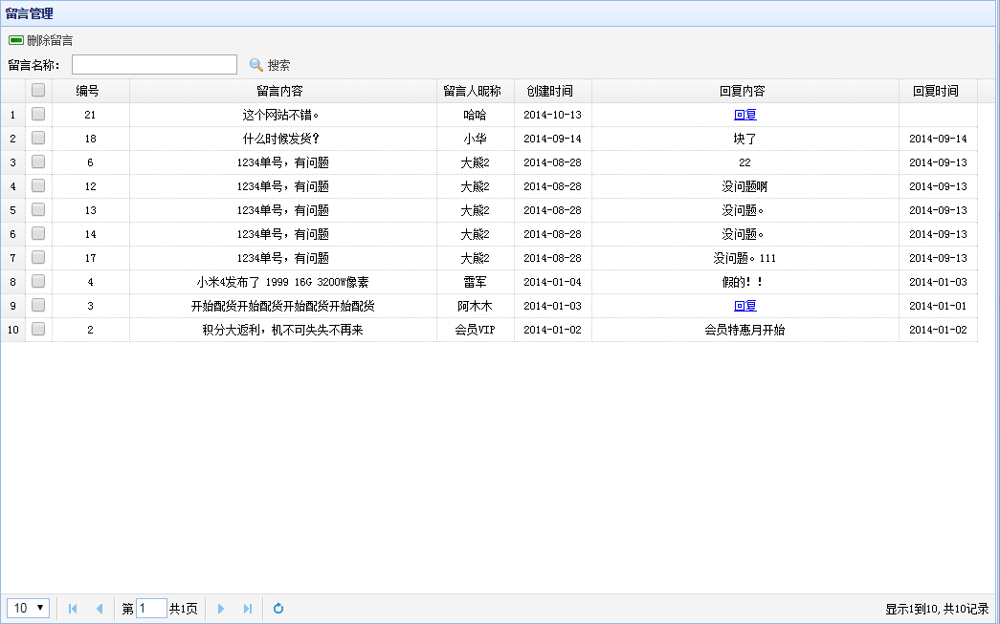 留言管理
删除留言
留言名称: 搜索
编号 留言内容 留言人昵称 创建时间 回复内容 回复时间
1 21 这个网站不错。 哈哈 2014-10-13 回复
2 18 什么时候发货? 小华 2014-09-14 块了 2014-09-14
3 6 1234单号,有问题 大熊2 2014-08-28 22 2014-09-13
4 12 1234单号,有问题 大熊2 2014-08-28 没问题啊 2014-09-13
5 13 1234单号,有问题 大熊2 2014-08-28 没问题。 2014-09-13
6 14 1234单号,有问题 大熊2 2014-08-28 没问题。 2014-09-13
7 17 1234单号,有问题 大熊2 2014-08-28 没问题。111 2014-09-13
8 4 小米4发布了 1999 16G 3200W像素 雷军 2014-01-04 假的!! 2014-01-03
9 3 开始配货开始配货开始配货开始配货 阿木木 2014-01-03 回复 2014-01-01
10 2 积分大返利,机不可失失不再来 会员VIP 2014-01-02 会员特惠月开始 2014-01-02
10 第 1 共1页 显示1到10,共10记录